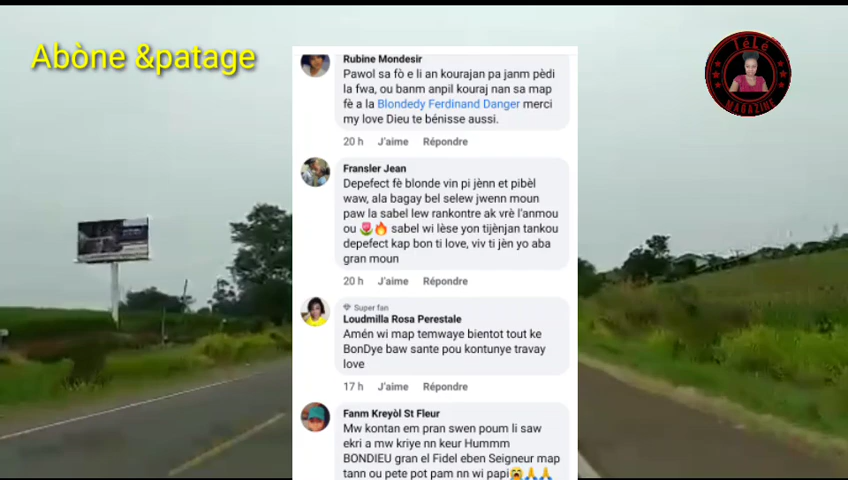 Abòne &patage
TéLé
MAGAZINE
Rubine Mondesir
Pawol sa fò e li an kourajan pa janm pèdi
la fwa, ou banm anpil kouraj nan sa map
fè a la Blondedy Ferdinand Danger merci
my love Dieu te bénisse aussi.
20 h J'aime Répondre
Fransler Jean
Depefect fè blonde vin pi jènn et pibèl
waw, ala bagay bel selew jwenn moun
paw la sabel lew rankontre ak vrè l'anmou
ou 🌷🔥 sabel wi lèse yon tijènjan tankou
depefect kap bon ti love, viv ti jèn yo aba
gran moun
20 h J'aime Répondre
Super fan
Loudmilla Rosa Perestale
Amén wi map temwaye bientot tout ke
BonDye baw sante pou kontunye travay
love
17 h J'aime Répondre
Fanm Kreyòl St Fleur
Mw kontan em pran swen poum li saw
ekri a mw kriye nn keur Hummm
BONDIEU gran el Fidel eben Seigneur map
tann ou pete pot pam nn wi papi😭🙏🙏